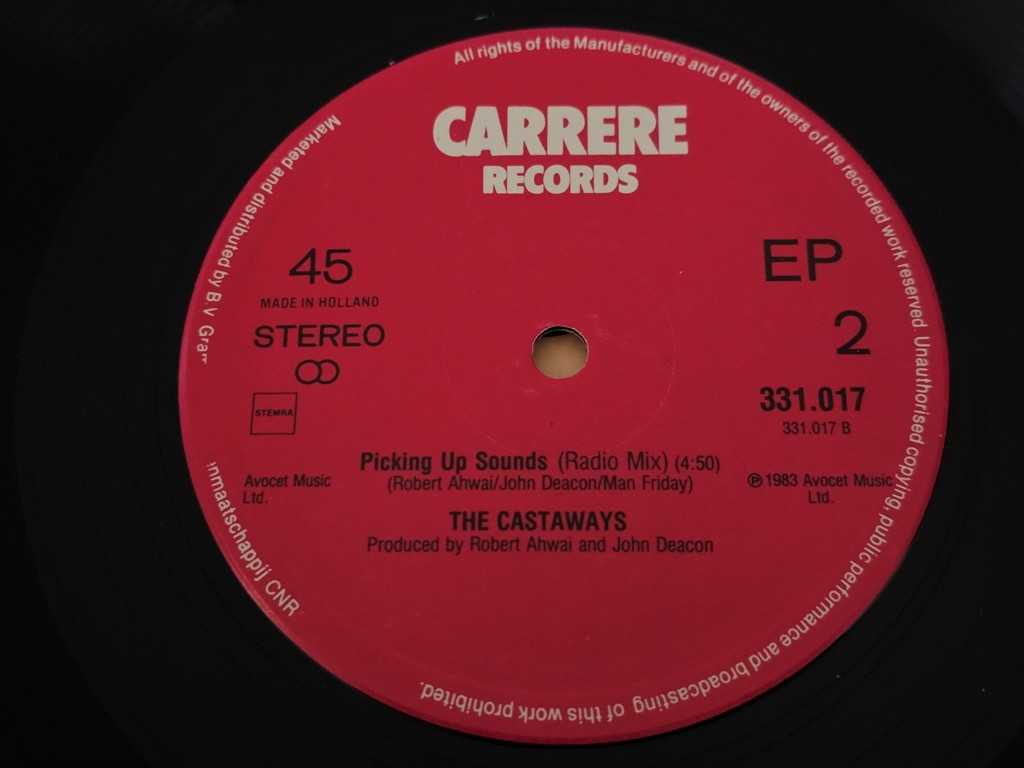 All rights of the Manufacturers and of the owners of the recorded work reserved. Unauthorised copying, public performance and broadcasting of this work prohibited.
Marketed and distributed by B.V. Gra
inmaatschappij CNR
CARRERE
RECORDS
45
MADE IN HOLLAND
STEREO
STEMRA
EP
2
331.017
331.017 B
Picking Up Sounds (Radio Mix) (4:50)
(Robert Ahwai/John Deacon/Man Friday)
Avocet Music
Ltd.
℗ 1983 Avocet Music
Ltd.
THE CASTAWAYS
Produced by Robert Ahwai and John Deacon